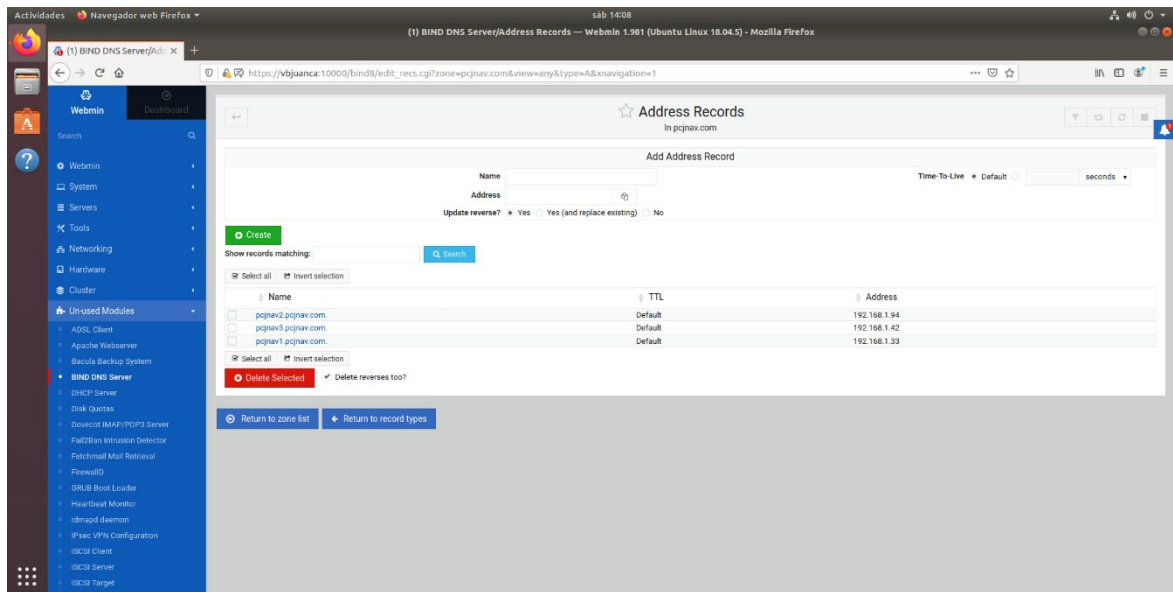 Actividades Navegador web Firefox sáb 14:08
(1) BIND DNS Server/Address Records — Webmin 1.981 (Ubuntu Linux 18.04.5) - Mozilla Firefox
(1) BIND DNS Server/Ad
https://vbjuanca:10000/bind8/edit_recs.cgi?zone=pcjnav.com&view=any&type=A&xnavigation=1
Webmin
Dashboard
Search
Webmin
System
Servers
Tools
Networking
Hardware
Cluster
Un-used Modules
ADSL Client
Apache Webserver
Bacula Backup System
BIND DNS Server
DHCP Server
Disk Quotas
Dovecot IMAP/POP3 Server
Fail2Ban Intrusion Detector
Fetchmail Mail Retrieval
FirewallD
GRUB Boot Loader
Heartbeat Monitor
idmapd daemon
IPsec VPN Configuration
iSCSI Client
iSCSI Server
iSCSI Target
Address Records
In pcjnav.com
Add Address Record
Name Time-To-Live Default seconds
Address
Update reverse? Yes Yes (and replace existing) No
Create
Show records matching: Search
Select all Invert selection
Name TTL Address
pcjnav2.pcjnav.com. Default 192.168.1.94
pcjnav3.pcjnav.com. Default 192.168.1.42
pcjnav1.pcjnav.com. Default 192.168.1.33
Select all Invert selection
Delete Selected Delete reverses too?
Return to zone list Return to record types